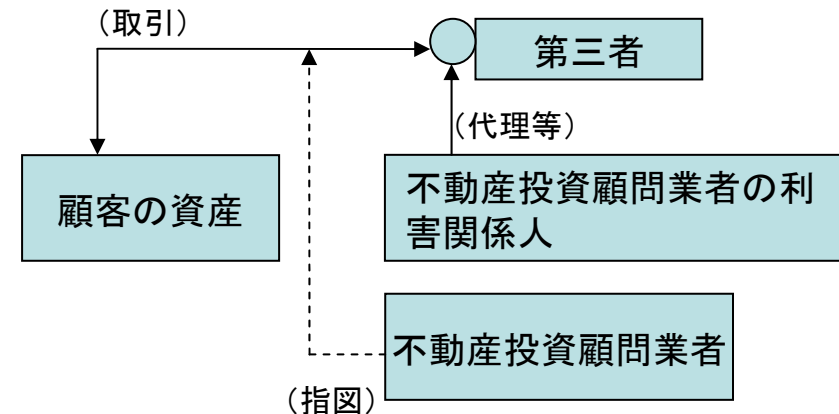 （取引）
第三者
（代理等）
顧客の資産
不動産投資顧問業者の利
害関係人
不動産投資顧問業者
（指図）